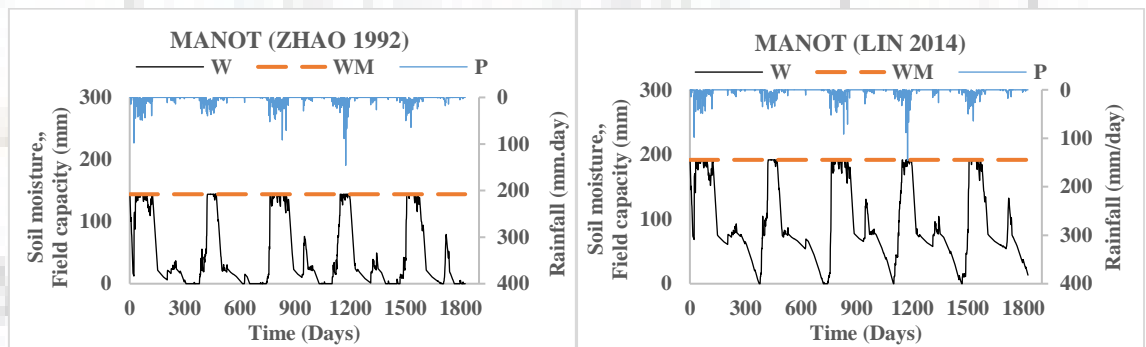 MANOT (ZHAO 1992)
W WM P
300
200
100
0
Soil moisture,,
Field capacity (mm)
0
100
200
300
400
Rainfall (mm.day)
0 300 600 900 1200 1500 1800
Time (Days)
MANOT (LIN 2014)
W WM P
300
200
100
0
Soil moisture,,
Field capacity (mm)
0
100
200
300
400
Rainfall (mm/day)
0 300 600 900 1200 1500 1800
Time (Days)